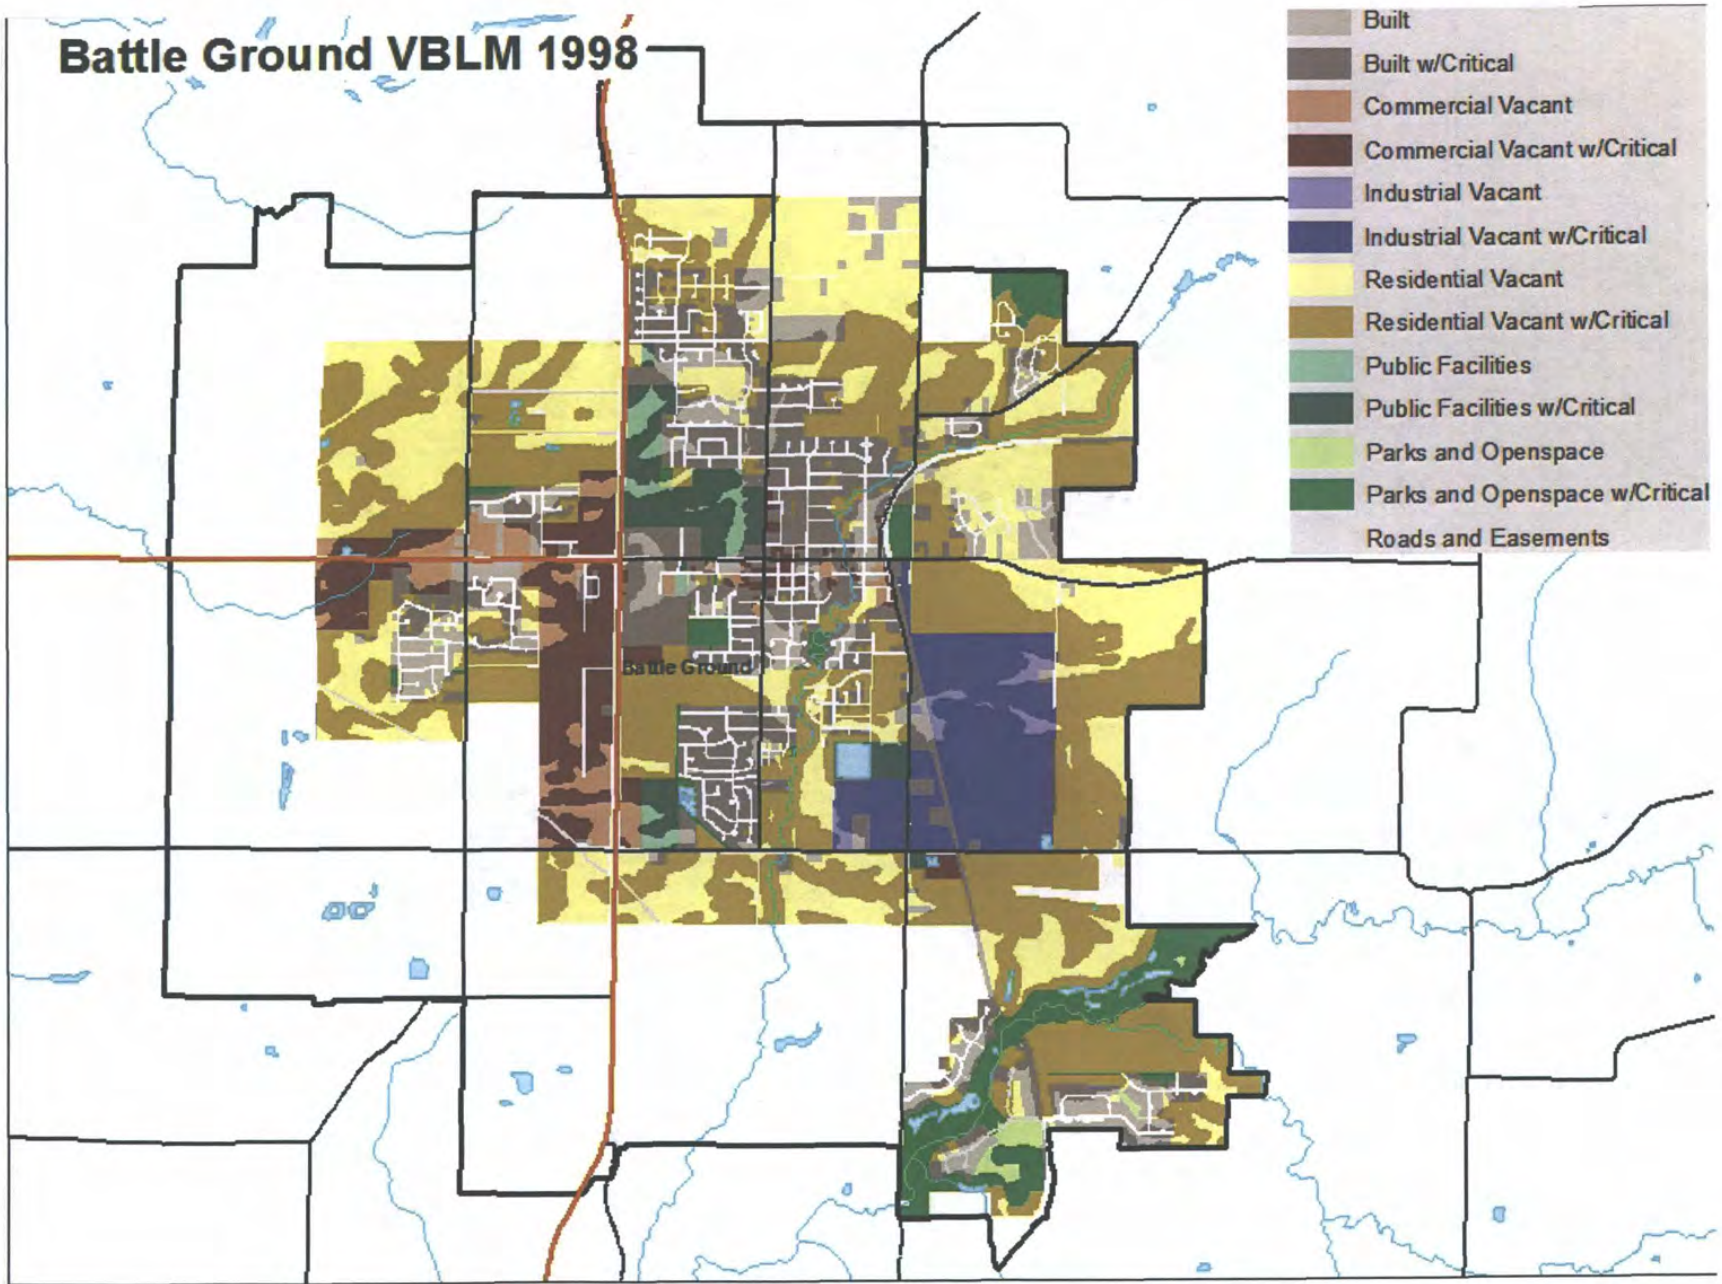 Battle Ground VBLM 1998
Built
Built w/Critical
Commercial Vacant
Commercial Vacant w/Critical
Industrial Vacant
Industrial Vacant w/Critical
Residential Vacant
Residential Vacant w/Critical
Public Facilities
Public Facilities w/Critical
Parks and Openspace
Parks and Openspace w/Critical
Roads and Easements
Battle Ground